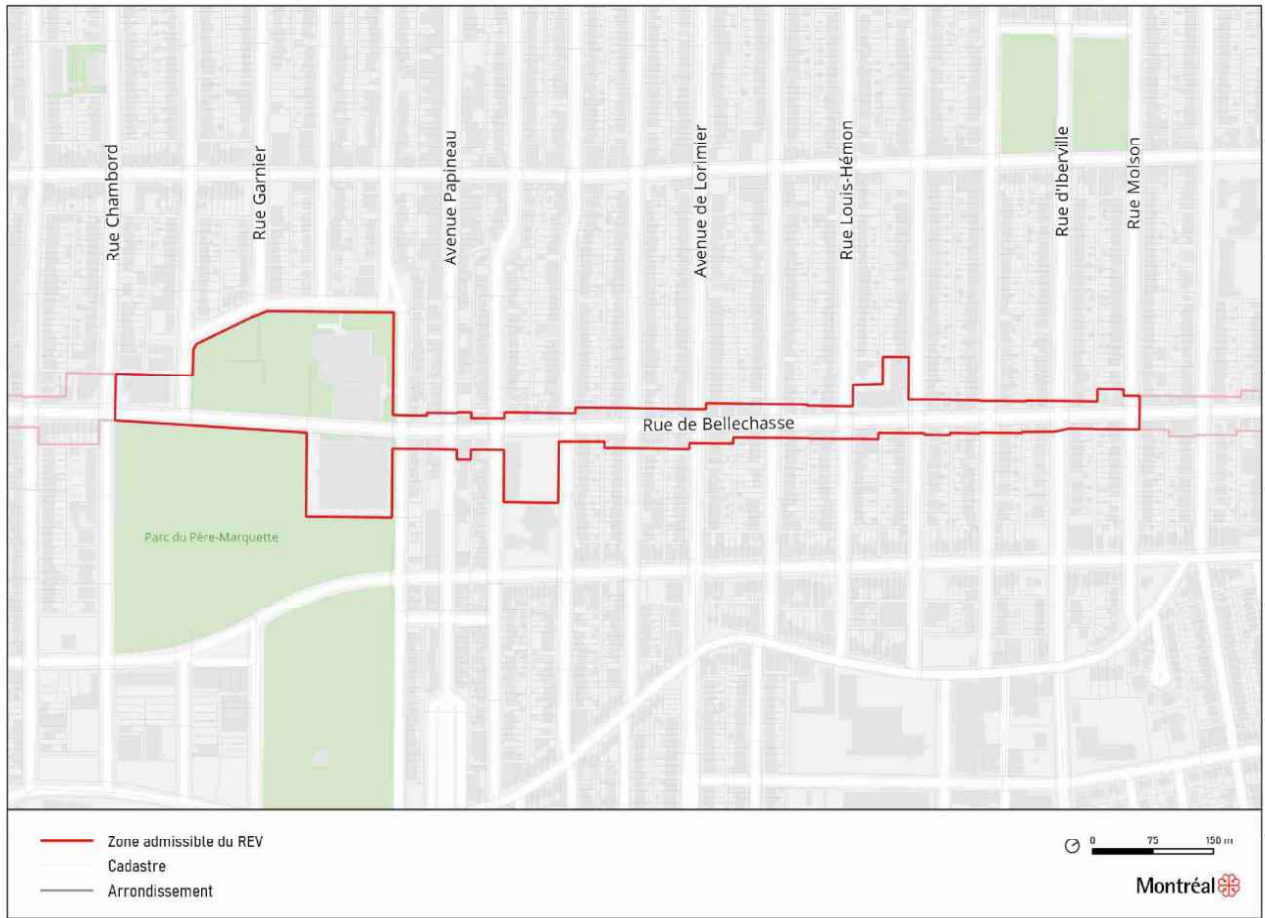 Rue Chambord
Rue Garnier
Avenue Papineau
Avenue de Lorimier
Rue Louis-Hémon
Rue d'Iberville
Rue Molson
Rue de Bellechasse
Parc du Père-Marquette
Zone admissible du REV
Cadastre
Arrondissement
0 75 150 m
Montréal